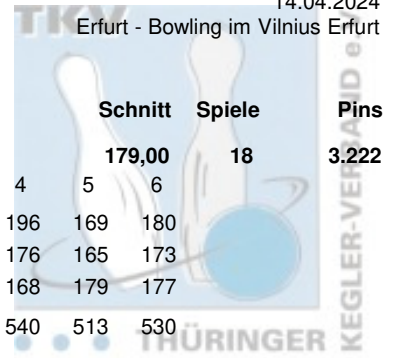 14.04.2024
TKV
Erfurt - Bowling im Vilnius Erfurt
Schnitt Spiele Pins
179,00 18 3.222
4 5 6
196 169 180
176 165 173
168 179 177
540 513 530
THÜRINGER
KEGLER-VERBAND e.V.